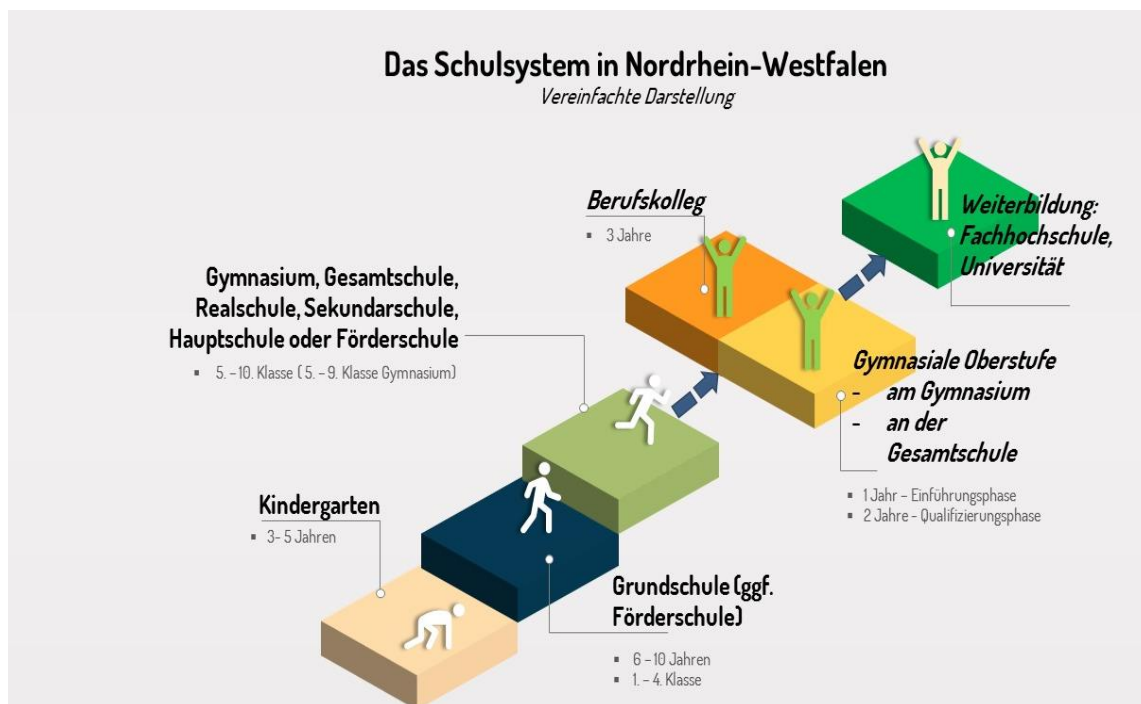 Das Schulsystem in Nordrhein-Westfalen
Vereinfachte Darstellung
Berufskolleg
▪ 3 Jahre
Weiterbildung:
Fachhochschule,
Universität
Gymnasium, Gesamtschule,
Realschule, Sekundarschule,
Hauptschule oder Förderschule
▪ 5. – 10. Klasse ( 5. – 9. Klasse Gymnasium)
Gymnasiale Oberstufe
- am Gymnasium
- an der
Gesamtschule
▪ 1 Jahr – Einführungsphase
▪ 2 Jahre - Qualifizierungsphase
Kindergarten
▪ 3- 5 Jahren
Grundschule (ggf.
Förderschule)
▪ 6 – 10 Jahren
▪ 1. – 4. Klasse